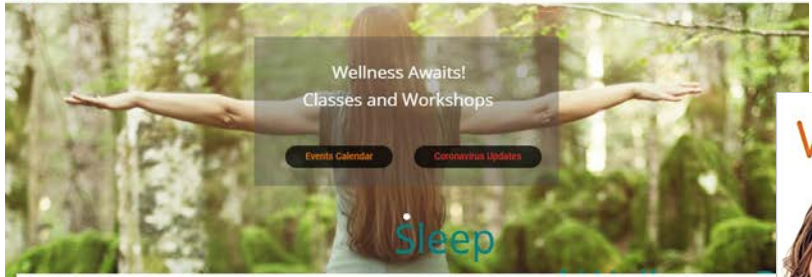 Wellness Awaits!
Classes and Workshops
Events Calendar
Coronavirus Updates
Sleep